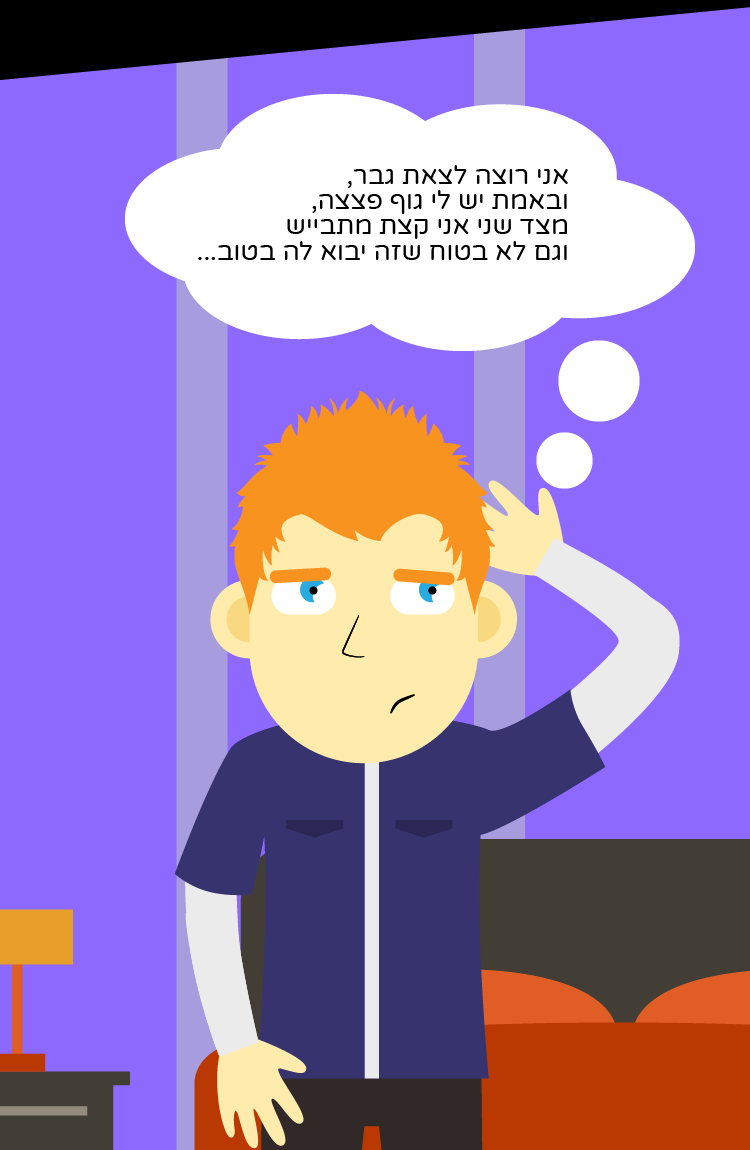 אני רוצה לצאת גבר,
ובאמת יש לי גוף פצצה,
מצד שני אני קצת מתבייש
וגם לא בטוח שזה יבוא לה בטוב...